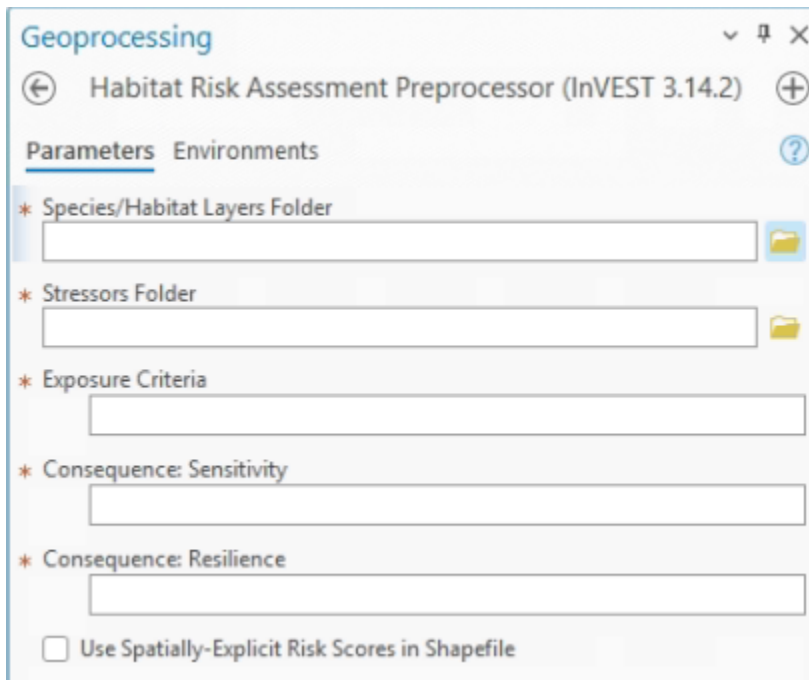 Geoprocessing
Habitat Risk Assessment Preprocessor (InVEST 3.14.2)
Parameters Environments
* Species/Habitat Layers Folder
* Stressors Folder
* Exposure Criteria
* Consequence: Sensitivity
* Consequence: Resilience
Use Spatially-Explicit Risk Scores in Shapefile